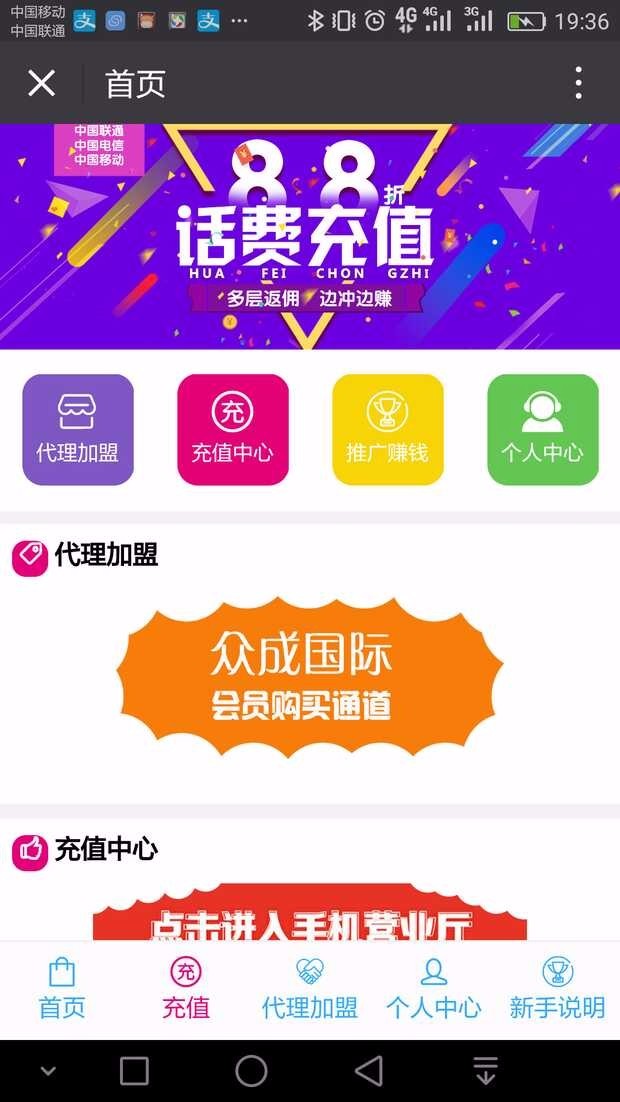 中国移动
中国联通
4G
4G
3G
19:36
首页
中国联通
中国电信
中国移动
8.8折
话费充值
HUA FEI CHON GZHI
多层返佣 边冲边赚
代理加盟
充
充值中心
推广赚钱
个人中心
代理加盟
众成国际
会员购买通道
充值中心
点击进入手机营业厅
首页
充
充值
代理加盟
个人中心
新手说明